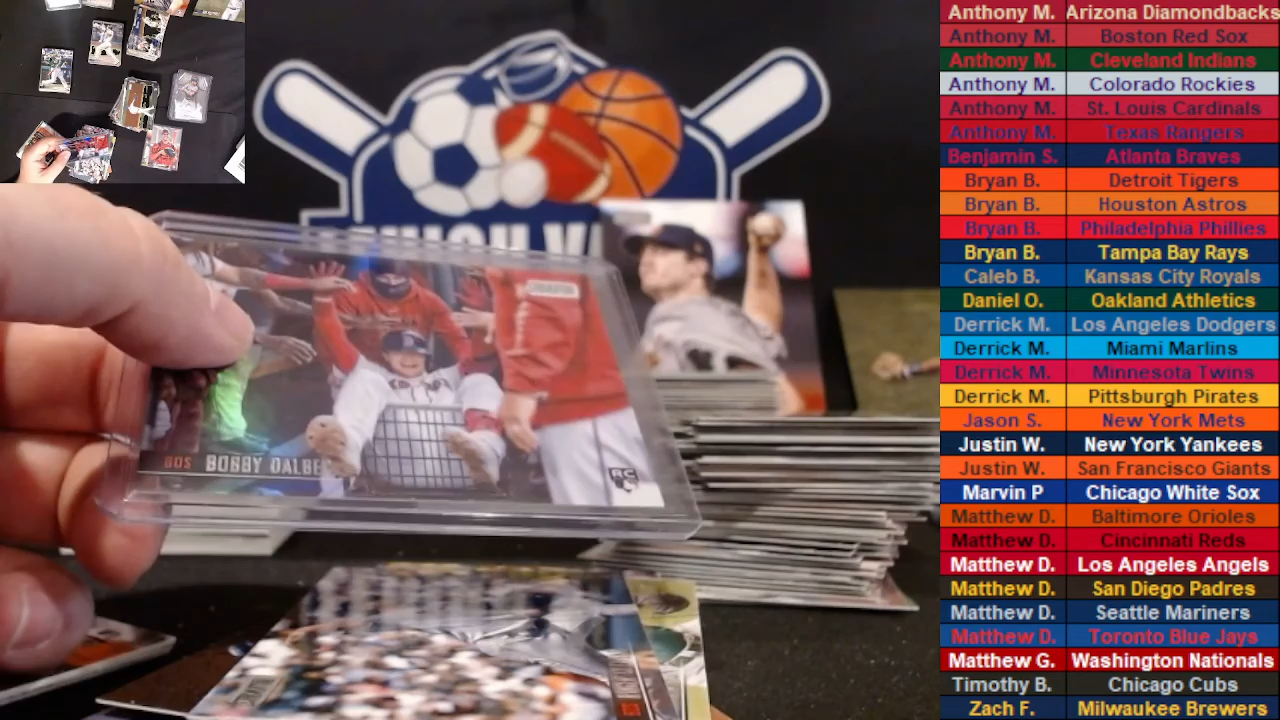 BOS BOBBY DALBE
RC
Anthony M. Arizona Diamondbacks
Anthony M. Boston Red Sox
Anthony M. Cleveland Indians
Anthony M. Colorado Rockies
Anthony M. St. Louis Cardinals
Anthony M. Texas Rangers
Benjamin S. Atlanta Braves
Bryan B. Detroit Tigers
Bryan B. Houston Astros
Bryan B. Philadelphia Phillies
Bryan B. Tampa Bay Rays
Caleb B. Kansas City Royals
Daniel O. Oakland Athletics
Derrick M. Los Angeles Dodgers
Derrick M. Miami Marlins
Derrick M. Minnesota Twins
Derrick M. Pittsburgh Pirates
Jason S. New York Mets
Justin W. New York Yankees
Justin W. San Francisco Giants
Marvin P Chicago White Sox
Matthew D. Baltimore Orioles
Matthew D. Cincinnati Reds
Matthew D. Los Angeles Angels
Matthew D. San Diego Padres
Matthew D. Seattle Mariners
Matthew D. Toronto Blue Jays
Matthew G. Washington Nationals
Timothy B. Chicago Cubs
Zach F. Milwaukee Brewers